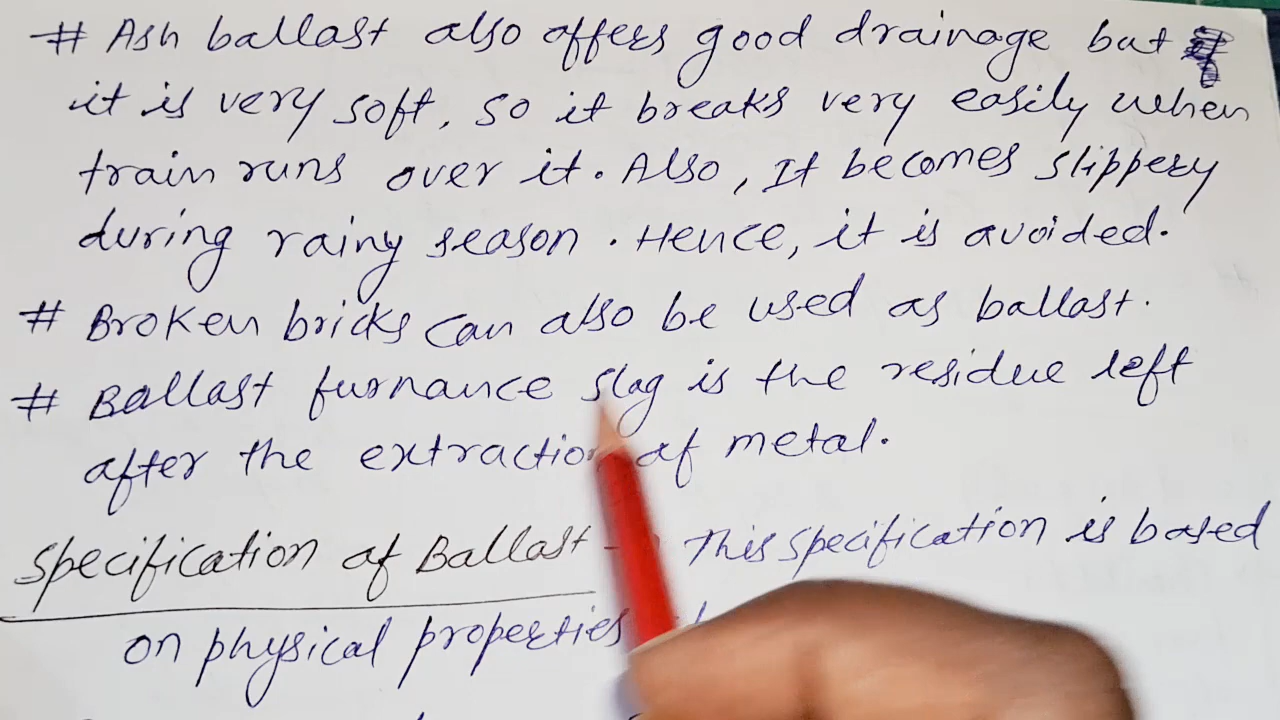 # Ash ballast also offers good drainage but
it is very soft, so it breaks very easily when
train runs over it. Also, It becomes slippery
during rainy season. Hence, it is avoided.
# Broken bricks can also be used as ballast.
# Ballast furnance slag is the residue left
after the extraction of metal.
Specification of Ballast - This specification is based
on physical properties